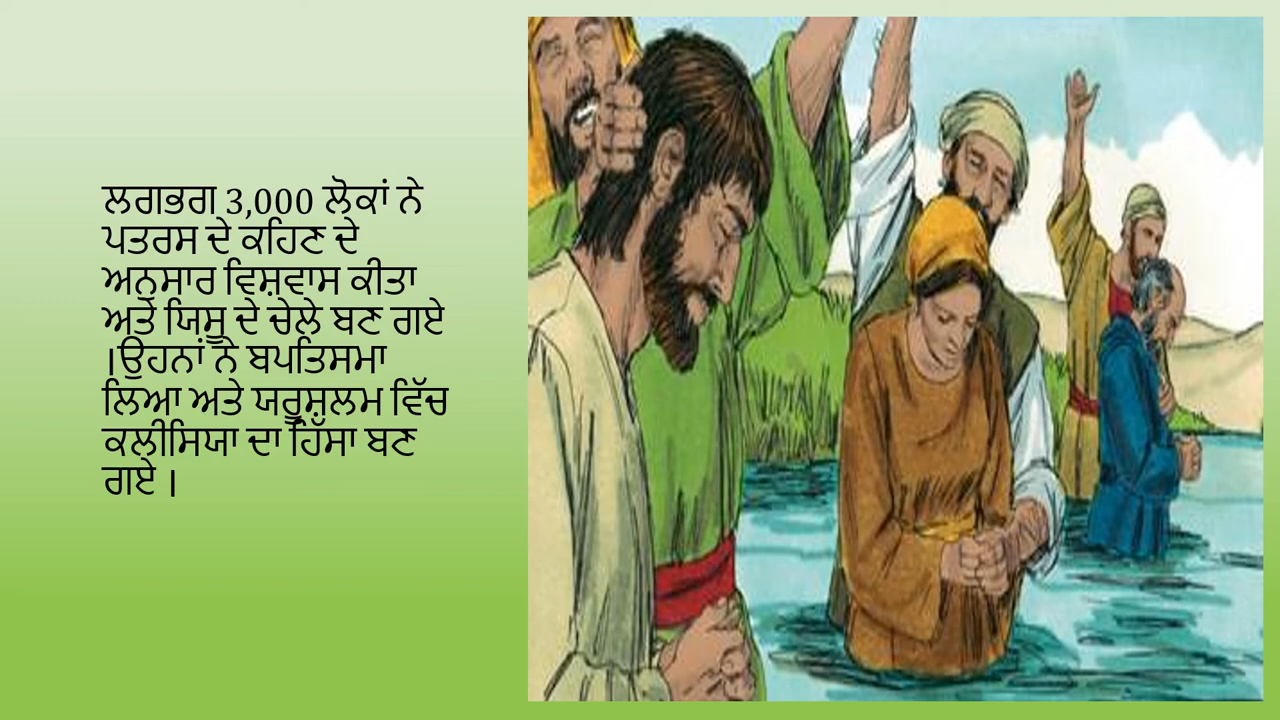 ਲਗਭਗ 3,000 ਲੋਕਾਂ ਨੇ
ਪਤਰਸ ਦੇ ਕਹਿਣ ਦੇ
ਅਨੁਸਾਰ ਵਿਸ਼ਵਾਸ ਕੀਤਾ
ਅਤੇ ਯਿਸੂ ਦੇ ਚੇਲੇ ਬਣ ਗਏ
।ਉਹਨਾਂ ਨੇ ਬਪਤਿਸਮਾ
ਲਿਆ ਅਤੇ ਯਰੂਸ਼ਲਮ ਵਿੱਚ
ਕਲੀਸਿਯਾ ਦਾ ਹਿੱਸਾ ਬਣ
ਗਏ ।